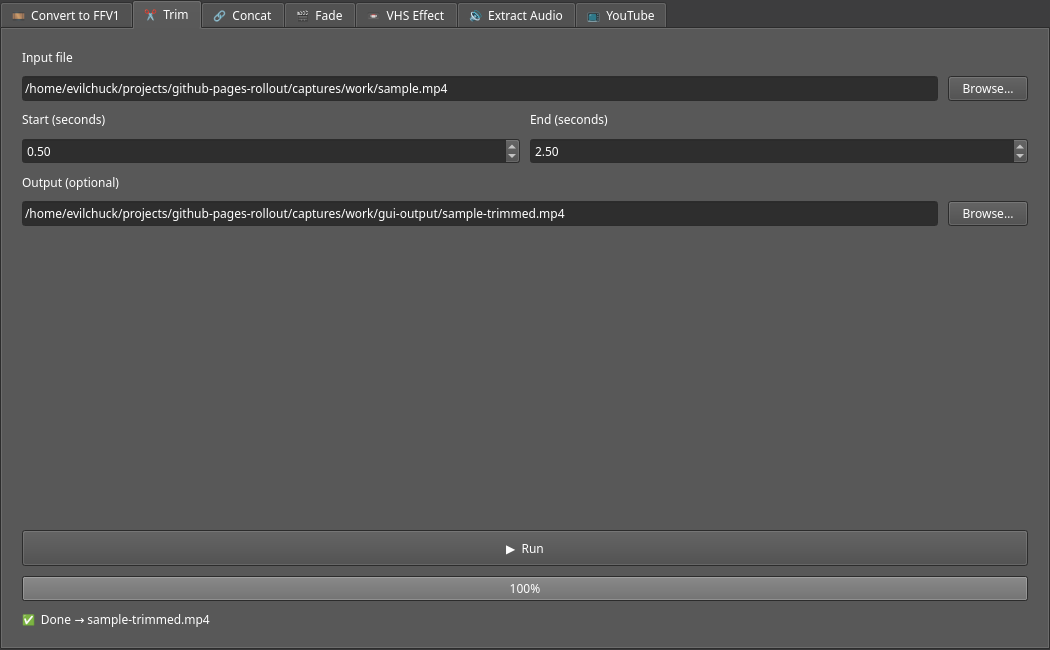 Convert to FFV1 Trim Concat Fade VHS Effect Extract Audio YouTube
Input file
/home/evilchuck/projects/github-pages-rollout/captures/work/sample.mp4 Browse...
Start (seconds) End (seconds)
0.50 2.50
Output (optional)
/home/evilchuck/projects/github-pages-rollout/captures/work/gui-output/sample-trimmed.mp4 Browse...
▶ Run
100%
✅ Done → sample-trimmed.mp4